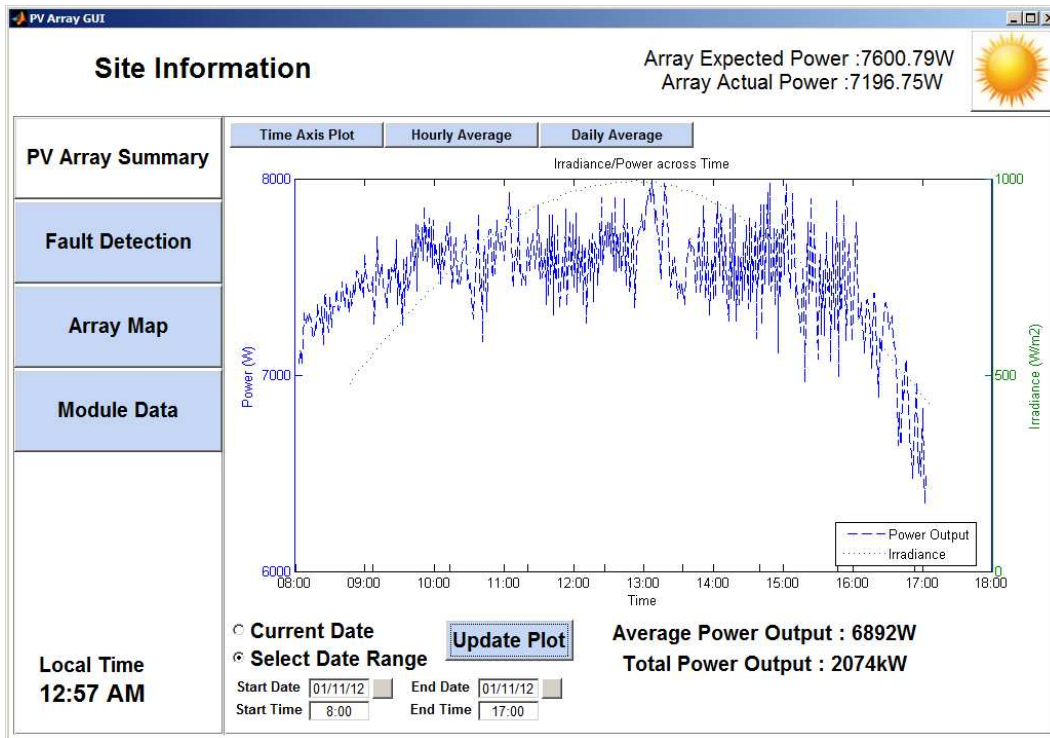 PV Array GUI
Site Information
Array Expected Power :7600.79W
Array Actual Power :7196.75W
PV Array Summary
Fault Detection
Array Map
Module Data
Local Time
12:57 AM
Time Axis Plot
Hourly Average
Daily Average
Irradiance/Power across Time
8000
7000
6000
Power (W)
1000
500
0
Irradiance (W/m2)
Power Output
Irradiance
08:00 09:00 10:00 11:00 12:00 13:00 14:00 15:00 16:00 17:00 18:00
Time
Current Date
Select Date Range
Update Plot
Start Date 01/11/12 End Date 01/11/12
Start Time 8:00 End Time 17:00
Average Power Output : 6892W
Total Power Output : 2074kW